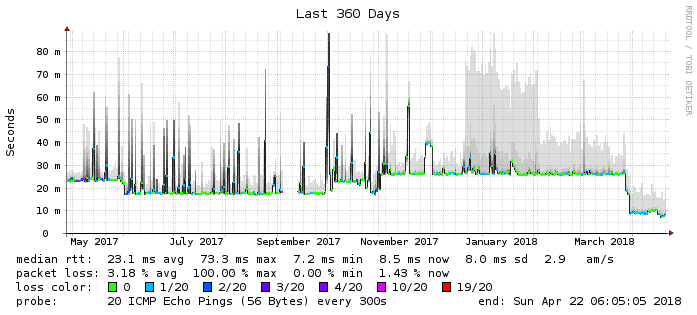 Last 360 Days
RRDTOOL / TOBI OETIKER
Seconds
80 m
70 m
60 m
50 m
40 m
30 m
20 m
10 m
0
May 2017 July 2017 September 2017 November 2017 January 2018 March 2018
median rtt: 23.1 ms avg 73.3 ms max 7.2 ms min 8.5 ms now 8.0 ms sd 2.9 am/s
packet loss: 3.18 % avg 100.00 % max 0.00 % min 1.43 % now
loss color: 0 1/20 2/20 3/20 4/20 10/20 19/20
probe: 20 ICMP Echo Pings (56 Bytes) every 300s end: Sun Apr 22 06:05:05 2018